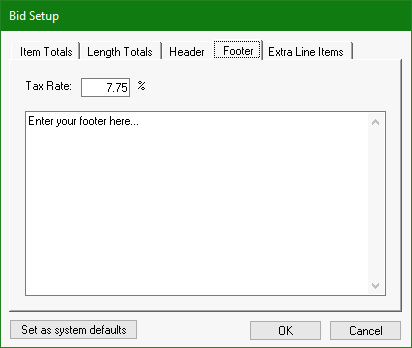 Bid Setup
Item Totals Length Totals Header Footer Extra Line Items
Tax Rate: 7.75 %
Enter your footer here...
Set as system defaults OK Cancel